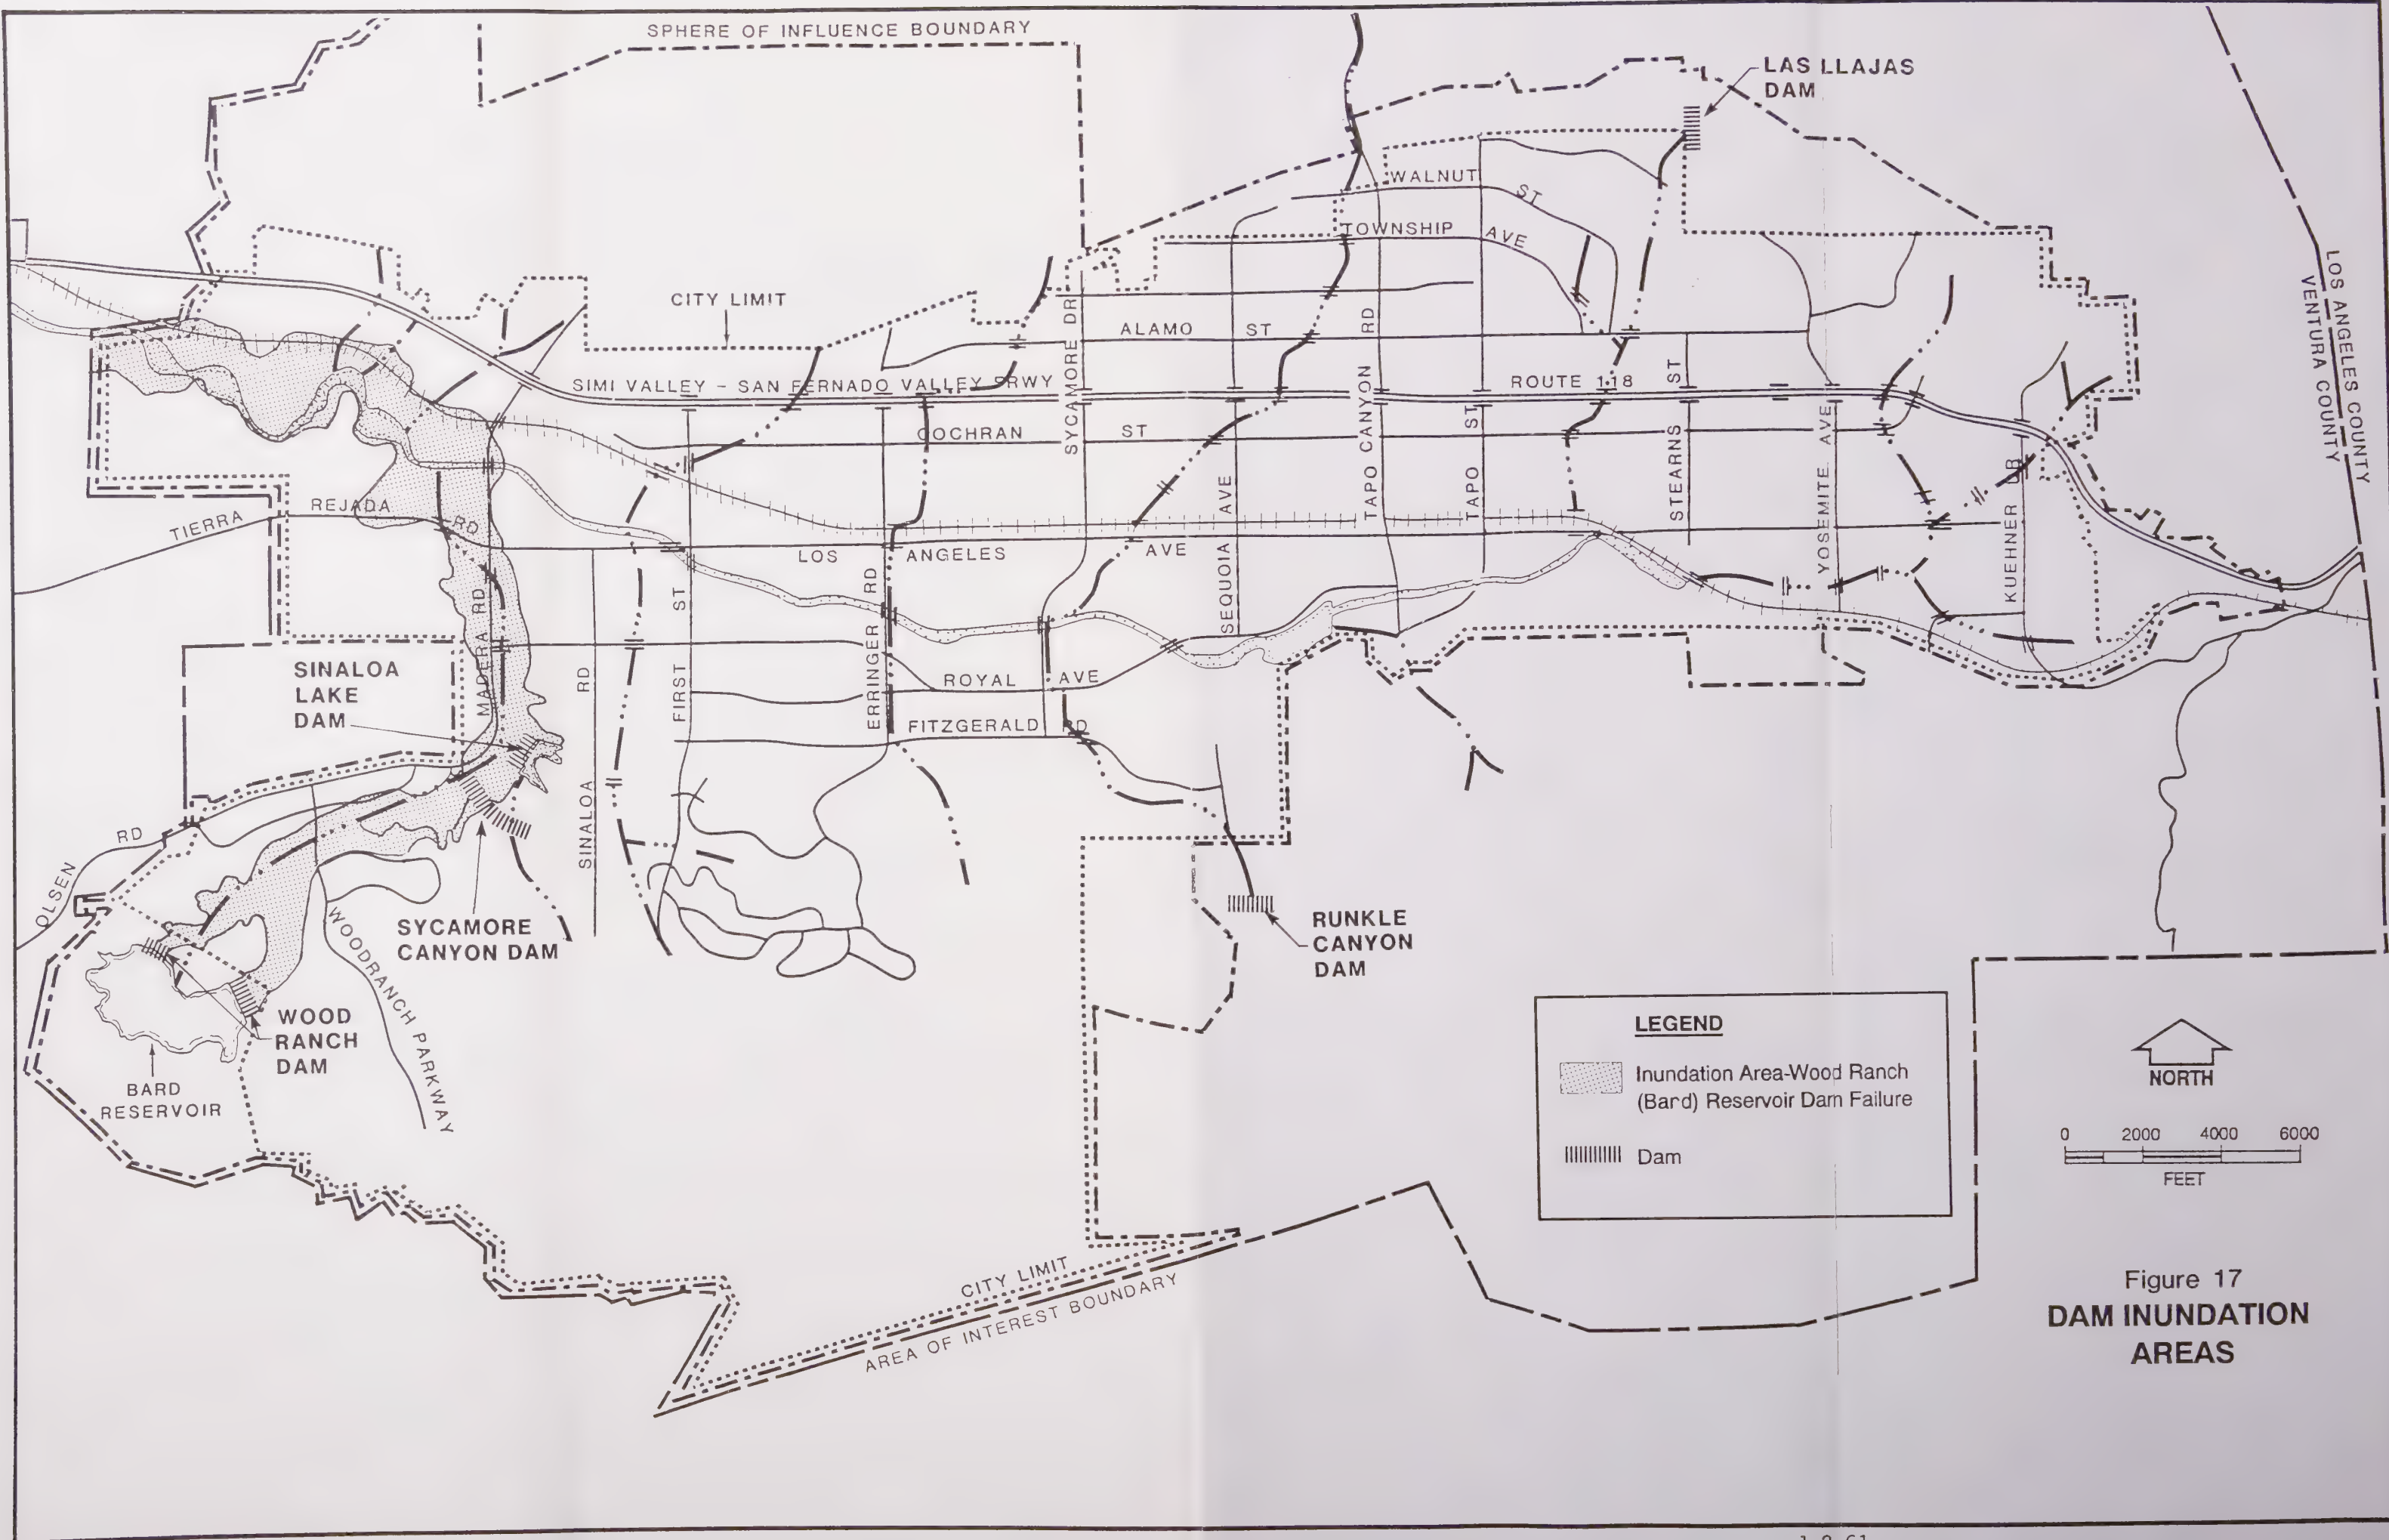 SPHERE OF INFLUENCE BOUNDARY
LAS LLAJAS
DAM
WALNUT ST
TOWNSHIP AVE
LOS ANGELES COUNTY
VENTURA COUNTY
CITY LIMIT
SYCAMORE DR
ALAMO ST
TAPO CANYON RD
SIMI VALLEY - SAN FERNADO VALLEY FRWY
ROUTE 118
COCHRAN ST
TAPO ST
STEARNS ST
YOSEMITE AVE
KUEHNER DR
TIERRA REJADA RD
LOS ANGELES AVE
SEQUOIA AVE
MADERA RD
SINALOA RD
FIRST ST
ERRINGER RD
ROYAL AVE
FITZGERALD RD
SINALOA
LAKE
DAM
OLSEN RD
SYCAMORE
CANYON DAM
WOODRANCH PARKWAY
RUNKLE
CANYON
DAM
WOOD
RANCH
DAM
BARD
RESERVOIR
LEGEND
Inundation Area-Wood Ranch
(Bard) Reservoir Dam Failure
Dam
NORTH
0 2000 4000 6000
FEET
CITY LIMIT
AREA OF INTEREST BOUNDARY
Figure 17
DAM INUNDATION
AREAS